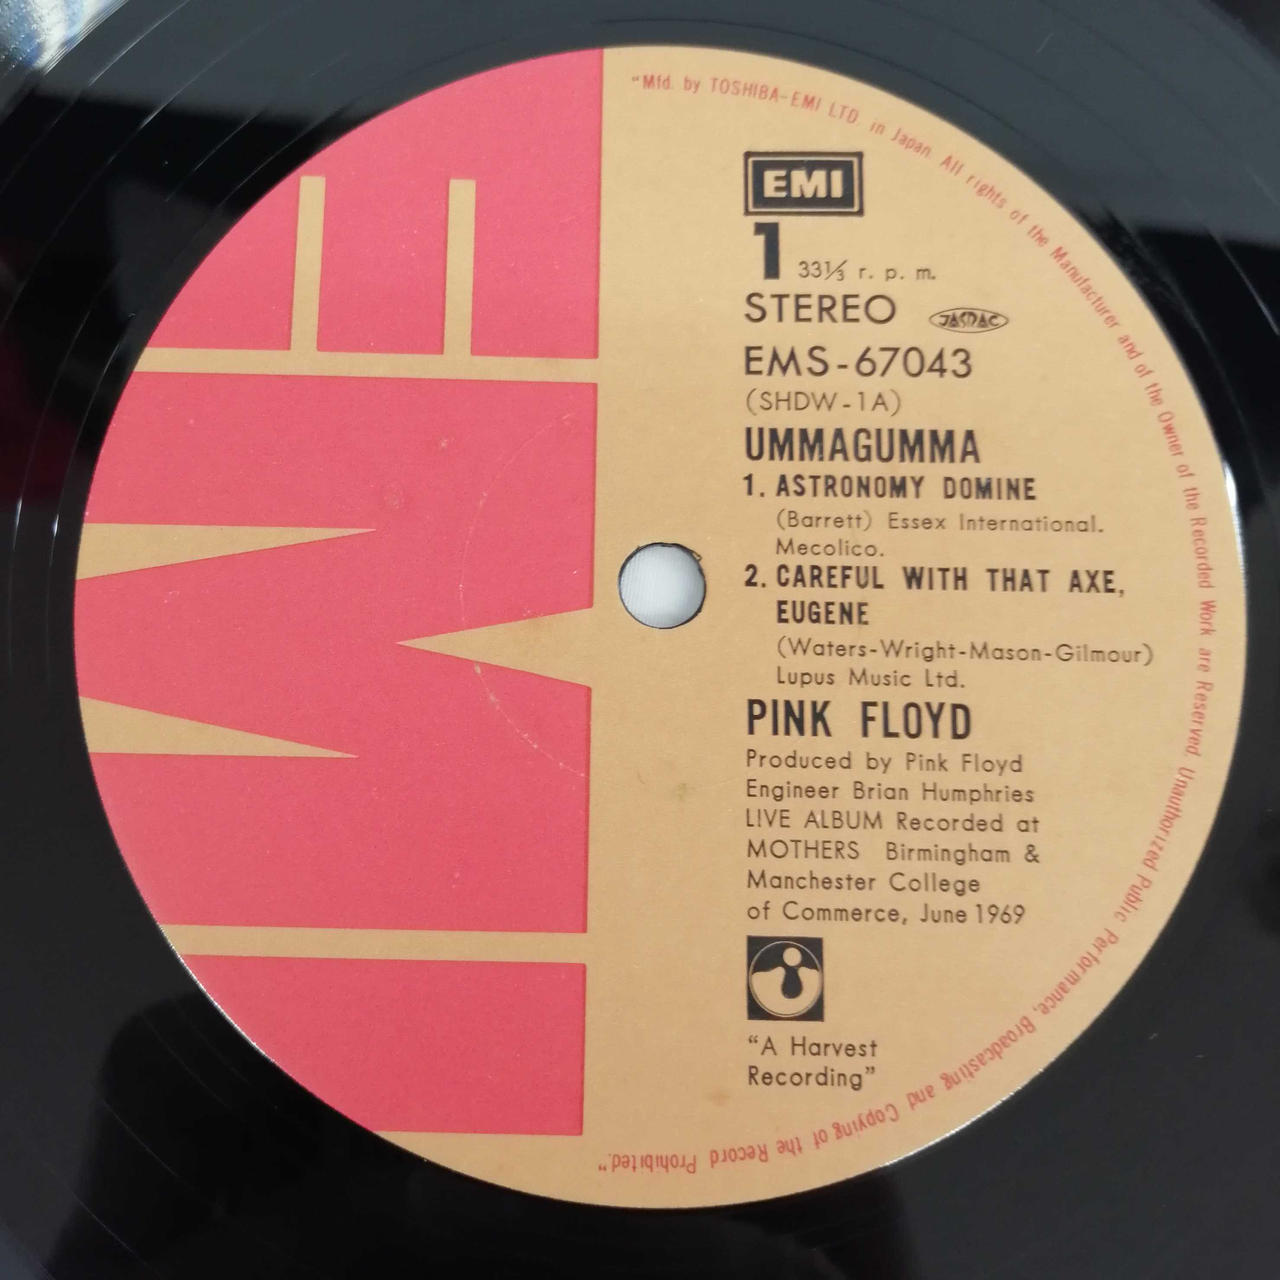 "Mfd. by TOSHIBA-EMI LTD. in Japan. All rights of the Manufacturer and of the Owner of the Recorded Work are Reserved. Unauthorized Public Performance, Broadcasting and Copying of the Record Prohibited."
EMI
1 33⅓ r. p. m.
STEREO JASRAC
EMS-67043
(SHDW-1A)
UMMAGUMMA
1. ASTRONOMY DOMINE
(Barrett) Essex International.
Mecolico.
2. CAREFUL WITH THAT AXE,
EUGENE
(Waters-Wright-Mason-Gilmour)
Lupus Music Ltd.
PINK FLOYD
Produced by Pink Floyd
Engineer Brian Humphries
LIVE ALBUM Recorded at
MOTHERS Birmingham &
Manchester College
of Commerce, June 1969
"A Harvest
Recording"
EMI